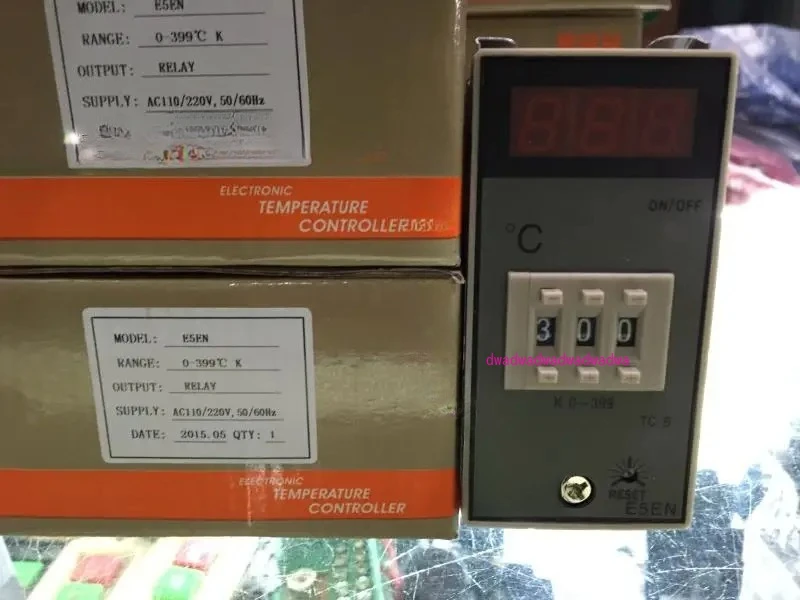 MODEL: E5EN
RANGE: 0-399℃ K
OUTPUT: RELAY
SUPPLY: AC110/220V, 50/60Hz
ELECTRONIC
TEMPERATURE
CONTROLLER
MODEL: E5EN
RANGE: 0-399℃ K
OUTPUT: RELAY
SUPPLY: AC110/220V, 50/60Hz
DATE: 2015.05 QTY: 1
ELECTRONIC
TEMPERATURE
CONTROLLER
ON/OFF
°C
300
K 0-399
RESET
E5EN